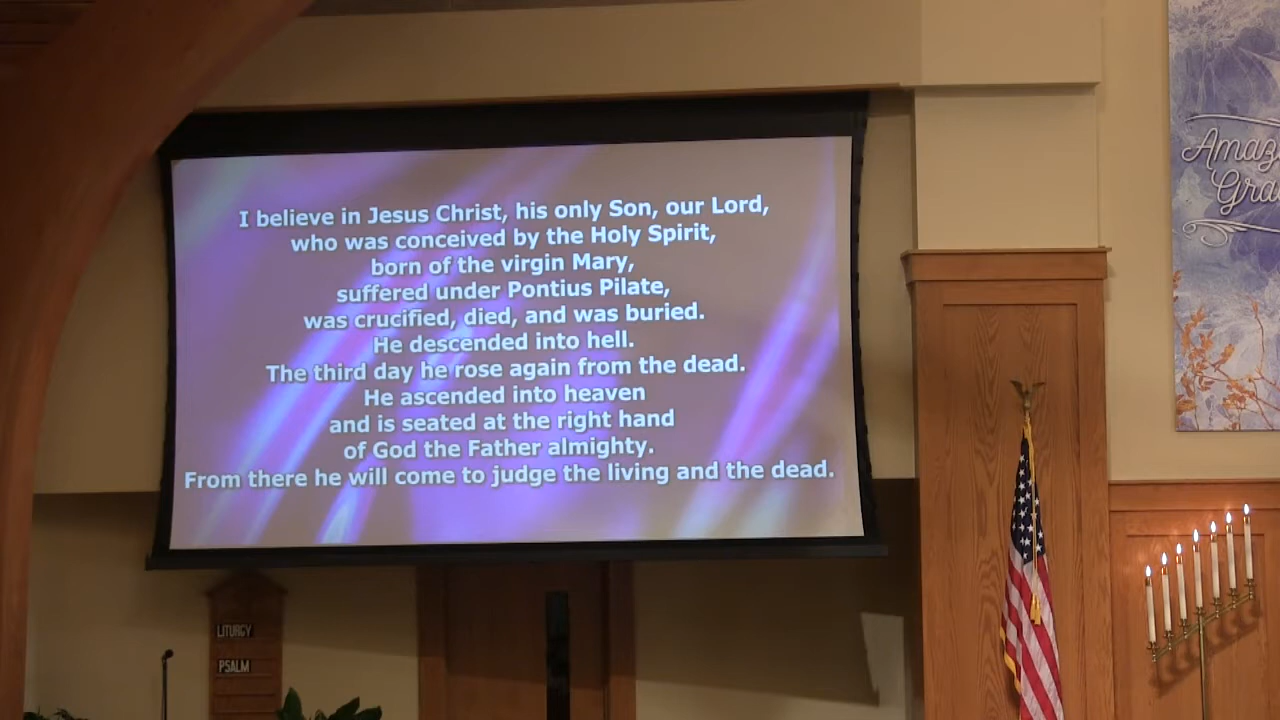 I believe in Jesus Christ, his only Son, our Lord,
who was conceived by the Holy Spirit,
born of the virgin Mary,
suffered under Pontius Pilate,
was crucified, died, and was buried.
He descended into hell.
The third day he rose again from the dead.
He ascended into heaven
and is seated at the right hand
of God the Father almighty.
From there he will come to judge the living and the dead.
Amaz
Gra
LITURGY
PSALM